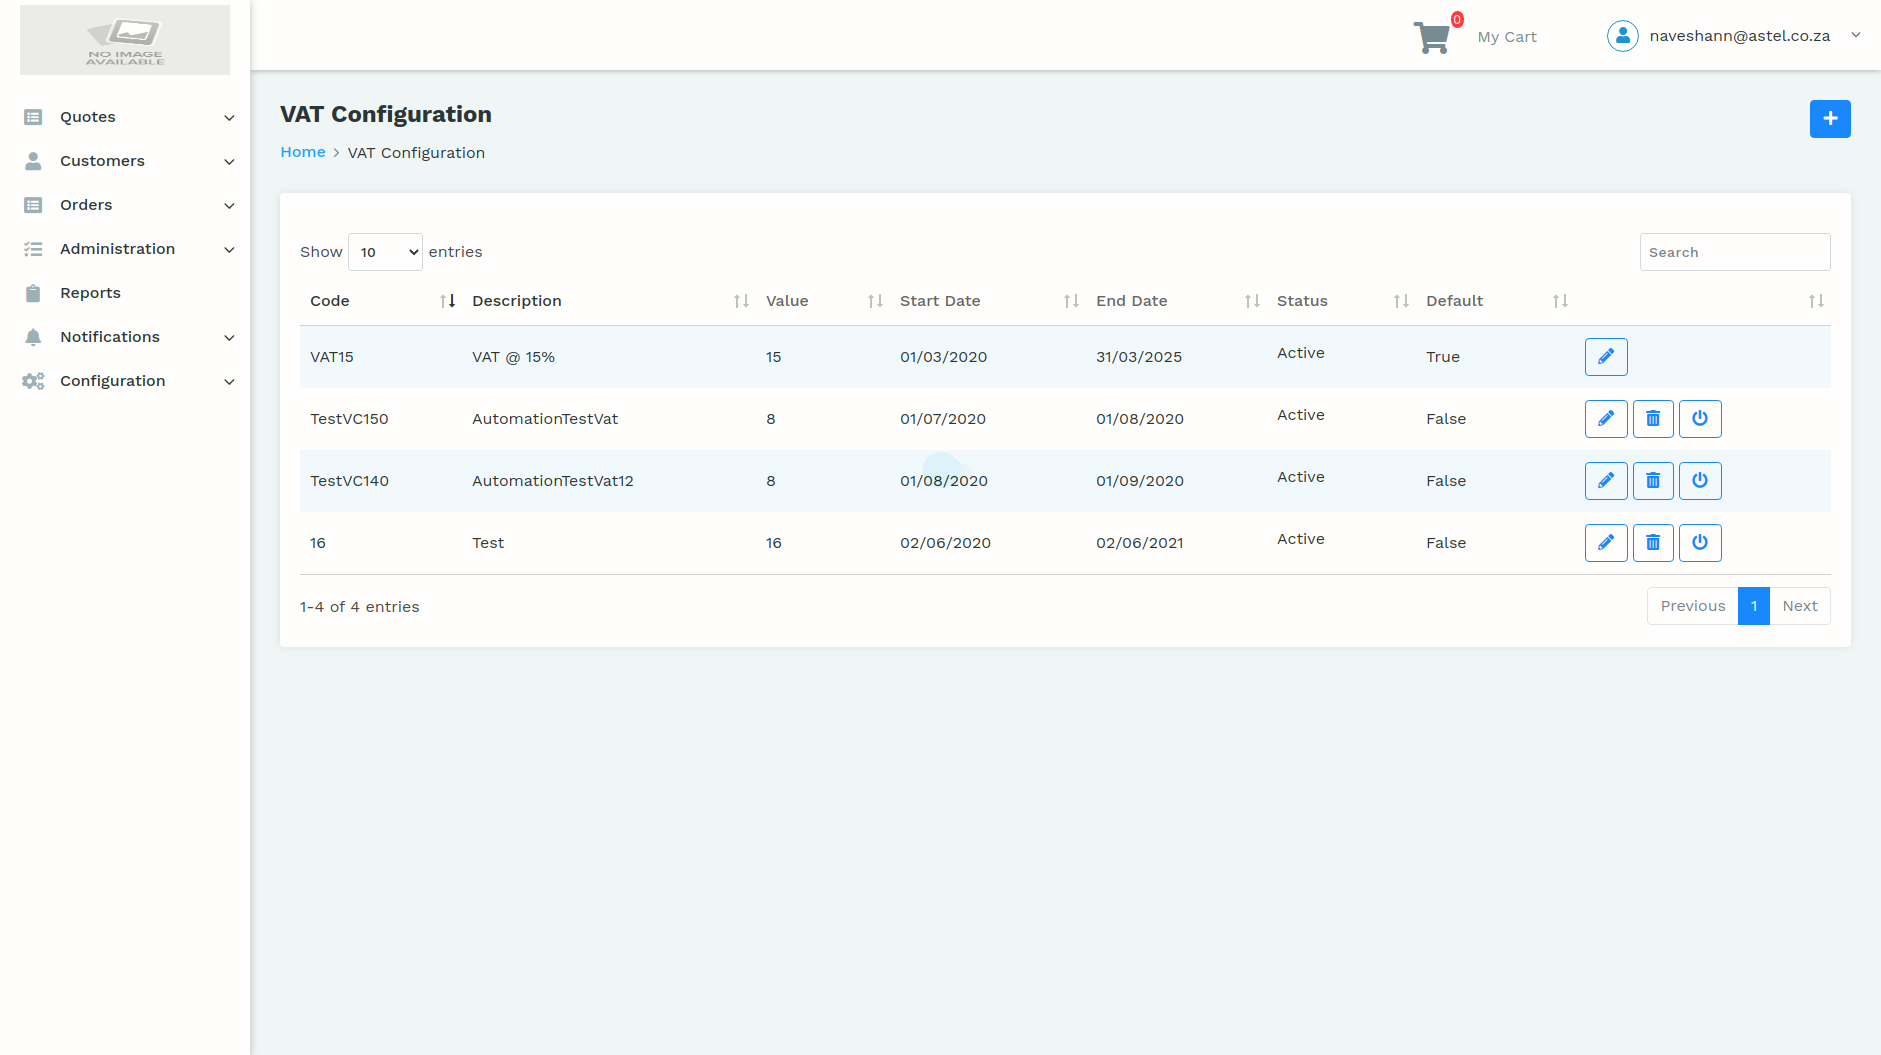 NO IMAGE
AVAILABLE
0
My Cart
naveshann@astel.co.za
Quotes
Customers
Orders
Administration
Reports
Notifications
Configuration
VAT Configuration
Home > VAT Configuration
Show 10 entries
Search
Code Description Value Start Date End Date Status Default
VAT15 VAT @ 15% 15 01/03/2020 31/03/2025 Active True
TestVC150 AutomationTestVat 8 01/07/2020 01/08/2020 Active False
TestVC140 AutomationTestVat12 8 01/08/2020 01/09/2020 Active False
16 Test 16 02/06/2020 02/06/2021 Active False
1-4 of 4 entries
Previous 1 Next